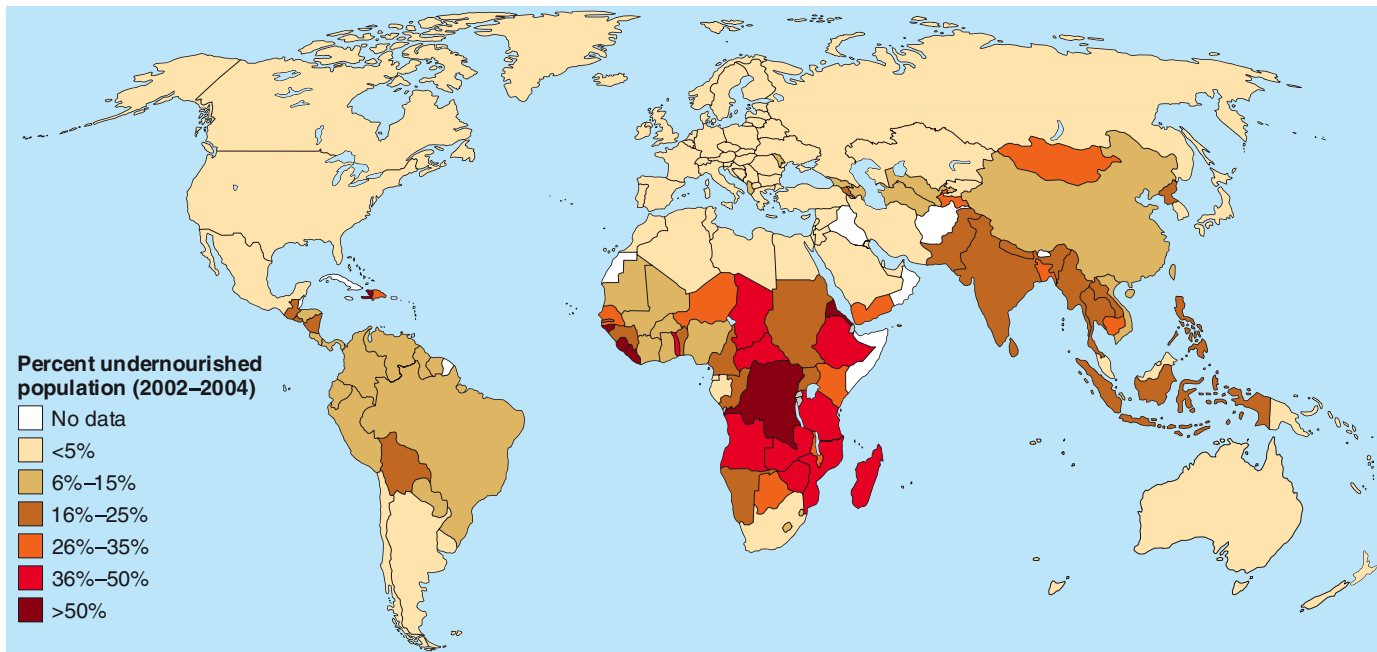 Percent undernourished
population (2002–2004)
No data
<5%
6%–15%
16%–25%
26%–35%
36%–50%
>50%